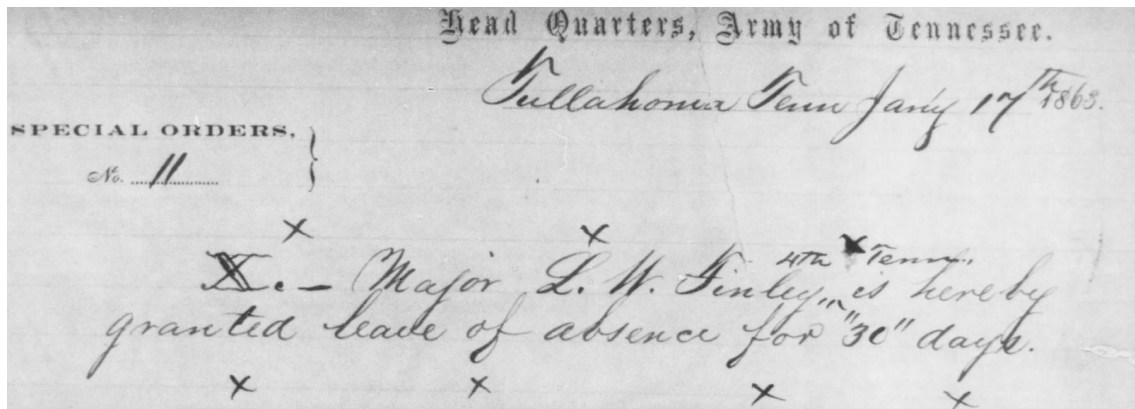 Head Quarters, Army of Tennessee.
Tullahoma Tenn Jany 17th 1863.
SPECIAL ORDERS,
No. 11
x x x
X.– Major L. W. Finley, 4th Tenn., is hereby
granted leave of absence for "30" days.
x x x x